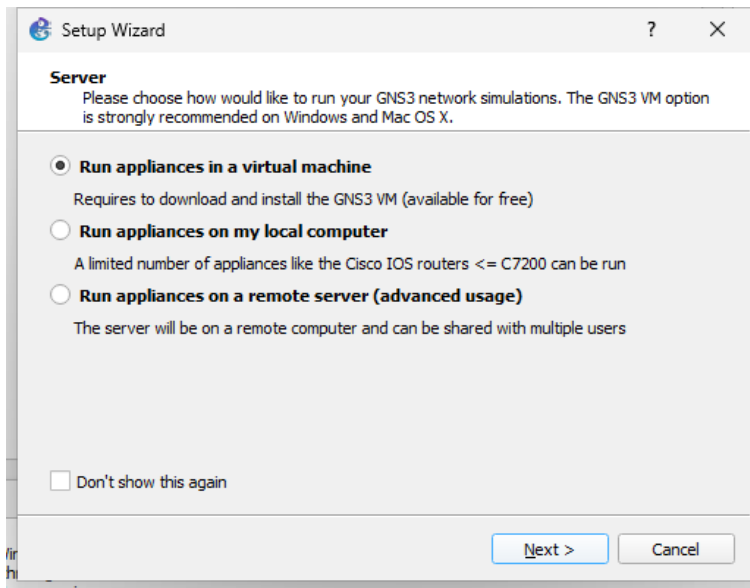 Setup Wizard
?
Server
Please choose how would like to run your GNS3 network simulations. The GNS3 VM option
is strongly recommended on Windows and Mac OS X.
Run appliances in a virtual machine
Requires to download and install the GNS3 VM (available for free)
Run appliances on my local computer
A limited number of appliances like the Cisco IOS routers <= C7200 can be run
Run appliances on a remote server (advanced usage)
The server will be on a remote computer and can be shared with multiple users
Don't show this again
Next >
Cancel